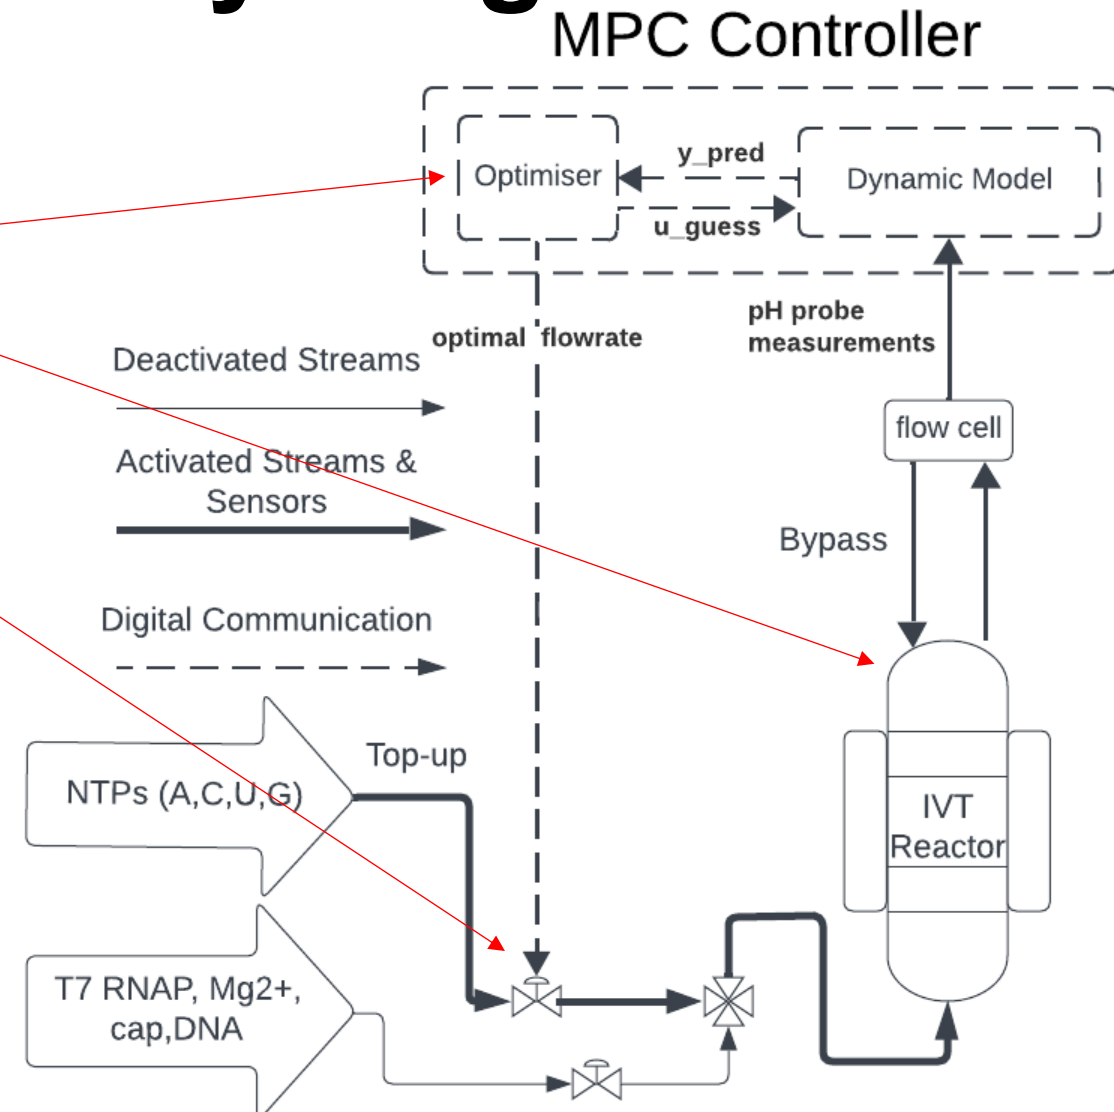 MPC Controller
Optimiser
y_pred
u_guess
Dynamic Model
optimal flowrate
pH probe
measurements
Deactivated Streams
flow cell
Activated Streams &
Sensors
Bypass
Digital Communication
Top-up
NTPs (A,C,U,G)
IVT
Reactor
T7 RNAP, Mg2+,
cap,DNA